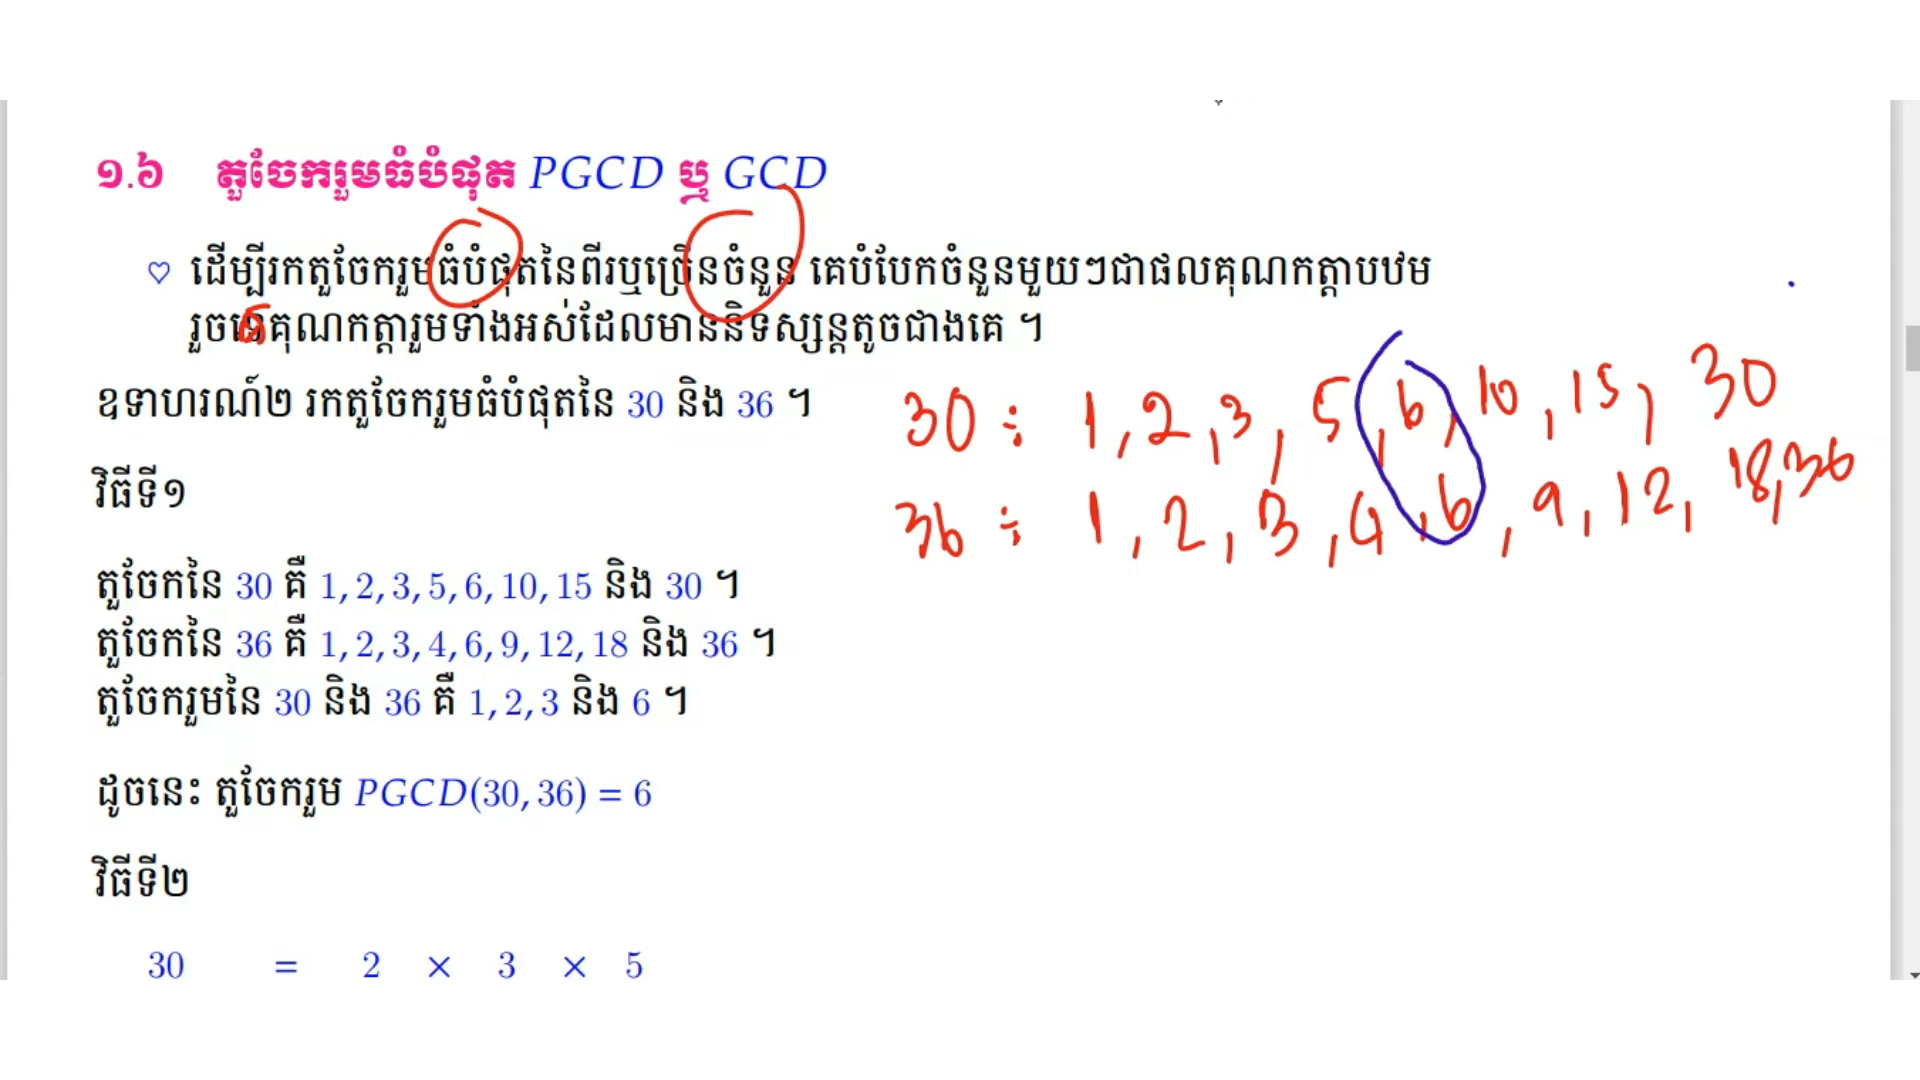 ១.៦ តួចែករួមធំបំផុត PGCD ឬ GCD
♡ ដើម្បីរកតួចែករួមធំបំផុតនៃពីរឬច្រើនចំនួន គេបំបែកចំនួនមួយៗជាផលគុណកត្តាបឋម
រួច គុណកត្តារួមទាំងអស់ដែលមាននិទស្សន្តតូចជាងគេ ។
ឧទាហរណ៍២ រកតួចែករួមធំបំផុតនៃ 30 និង 36 ។
30 ÷ 1, 2, 3, 5, 6, 10, 15, 30
36 ÷ 1, 2, 3, 4, 6, 9, 12, 18, 36
វិធីទី១
តួចែកនៃ 30 គឺ 1, 2, 3, 5, 6, 10, 15 និង 30 ។
តួចែកនៃ 36 គឺ 1, 2, 3, 4, 6, 9, 12, 18 និង 36 ។
តួចែករួមនៃ 30 និង 36 គឺ 1, 2, 3 និង 6 ។
ដូចនេះ តួចែករួម PGCD(30, 36) = 6
វិធីទី២
30 = 2 × 3 × 5